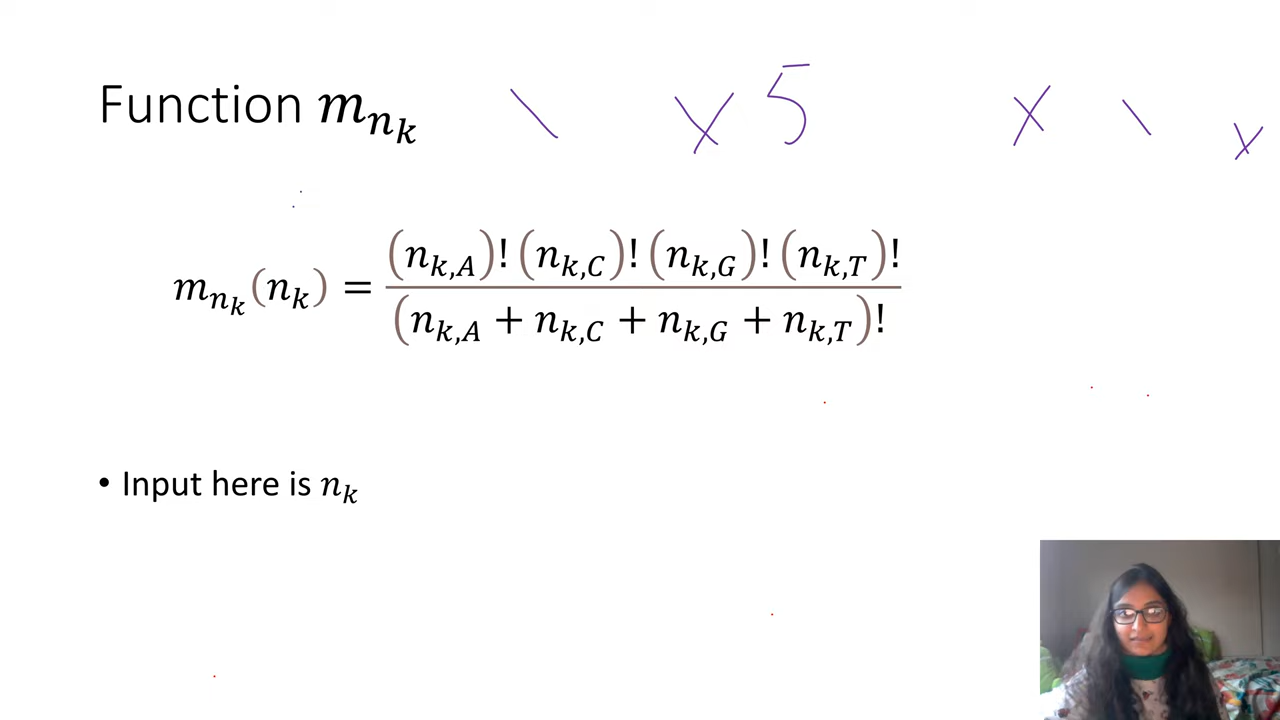 Function m_{n_k} \ x 5 x \ x
m_{n_k}(n_k) = \frac{(n_{k,A})! (n_{k,C})! (n_{k,G})! (n_{k,T})!}{(n_{k,A} + n_{k,C} + n_{k,G} + n_{k,T})!}
• Input here is n_k